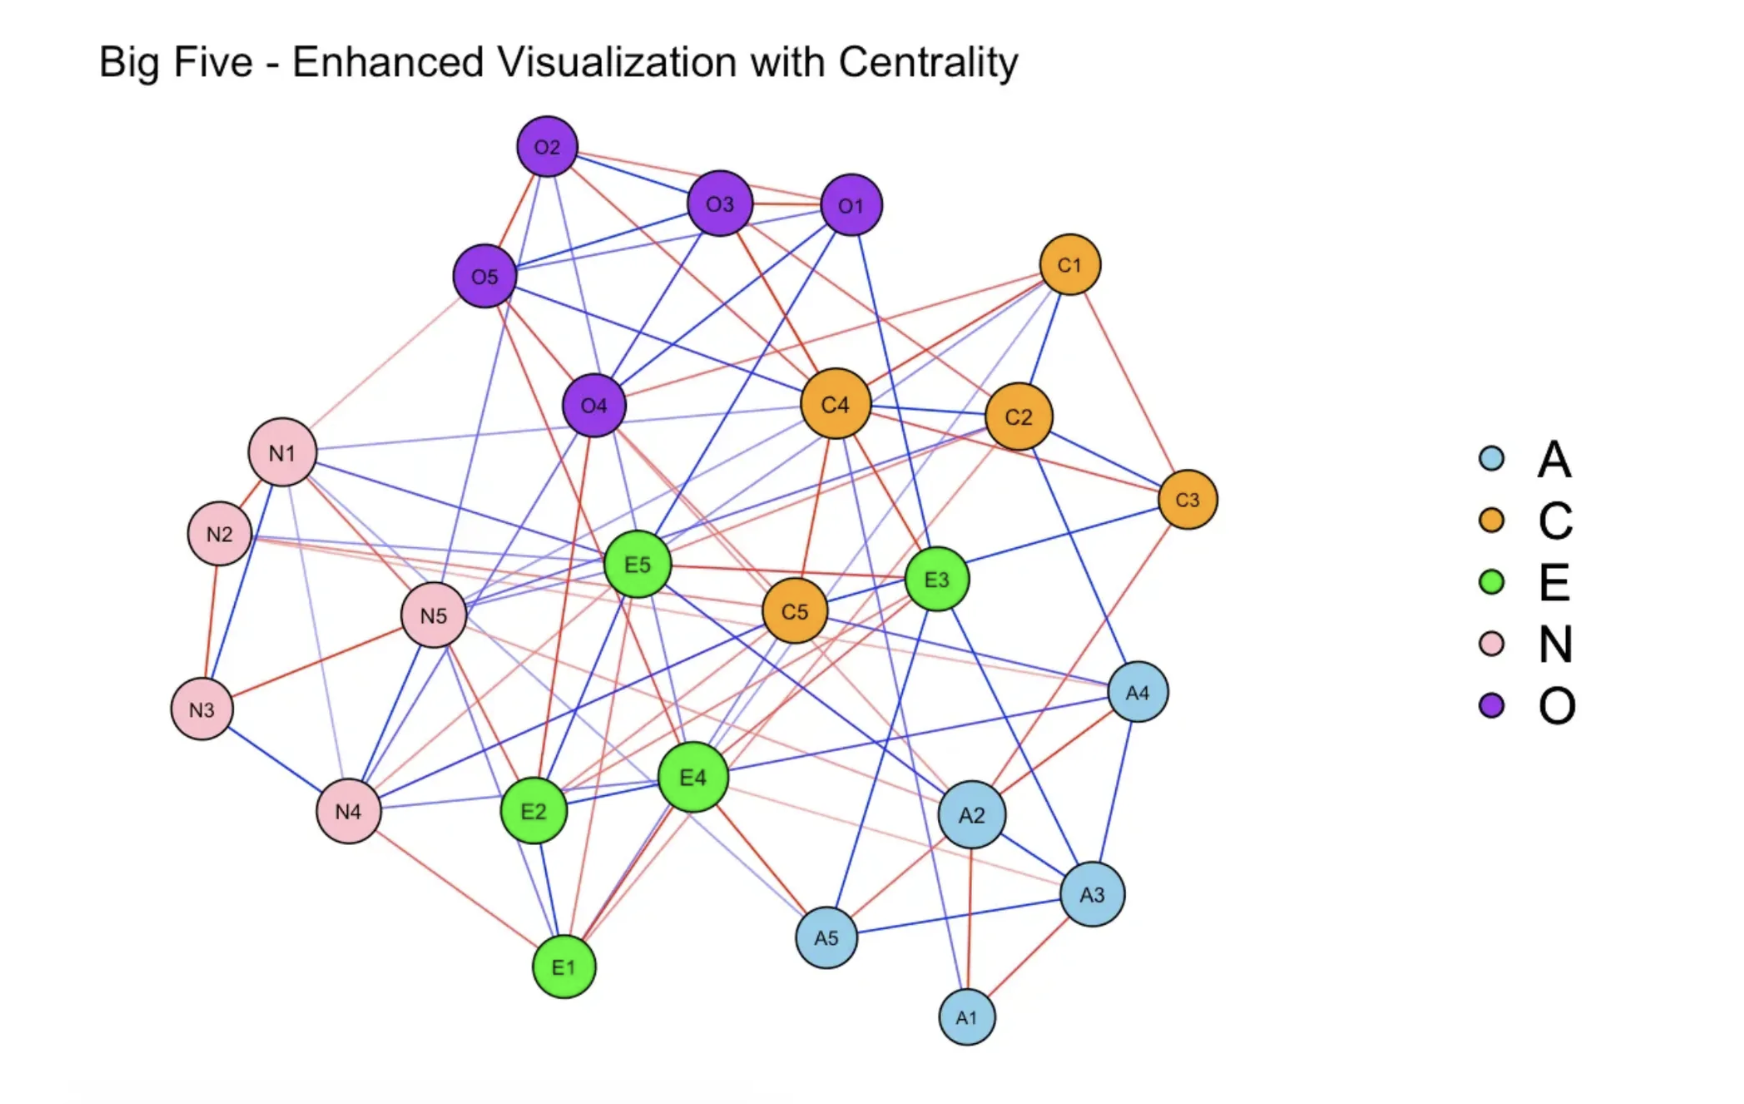 Big Five - Enhanced Visualization with Centrality
O2
O3
O1
O5
C1
O4
C4
C2
N1
C3
N2
E5
E3
C5
N5
A4
N3
E4
N4
E2
A2
A3
A5
E1
A1
A
C
E
N
O